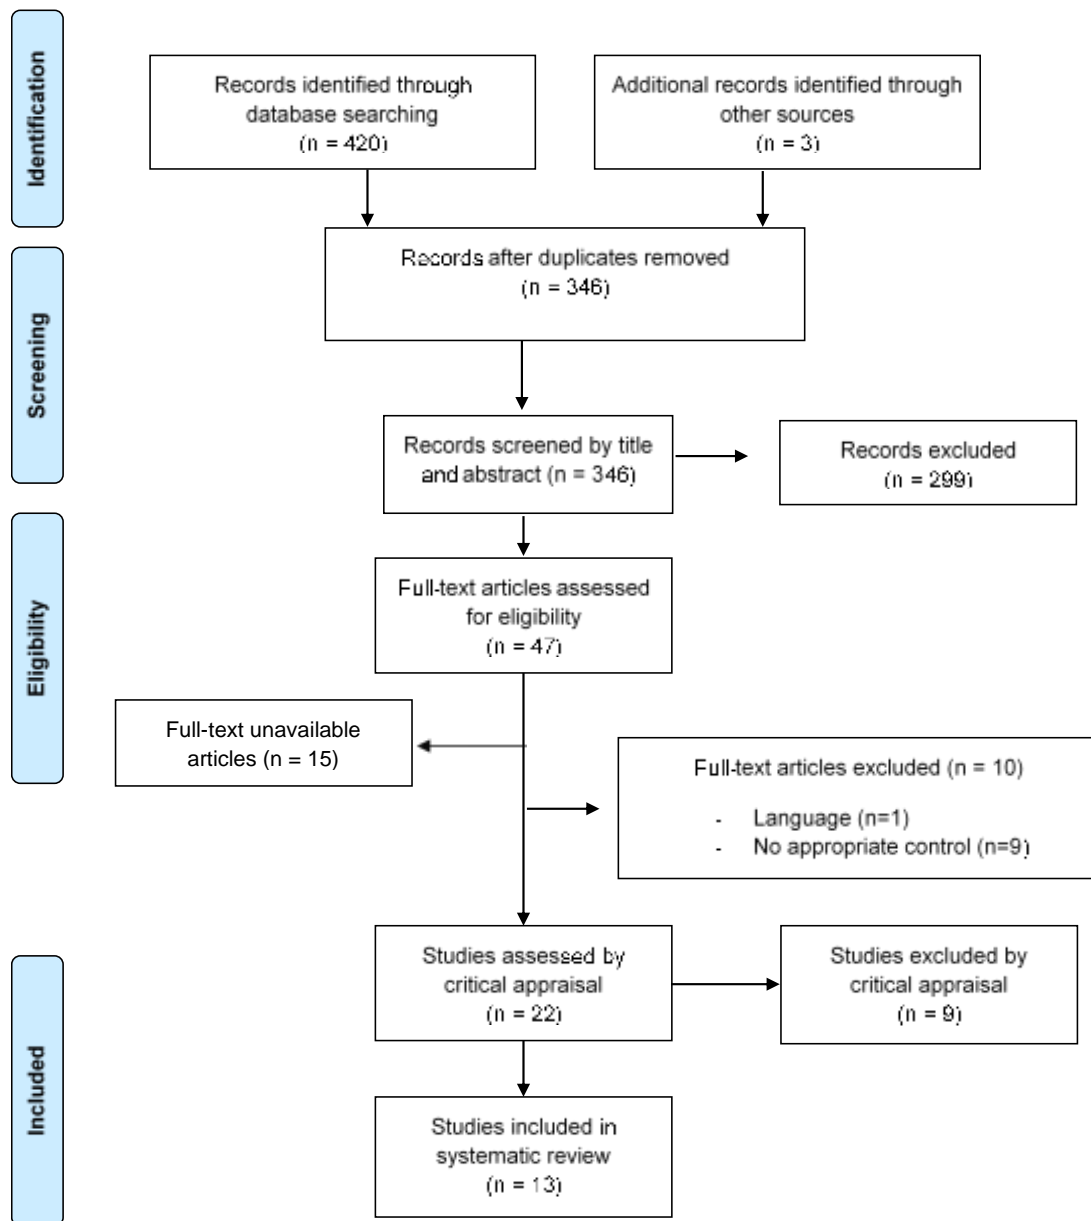 Identification
Records identified through
database searching
(n = 420)
Additional records identified through
other sources
(n = 3)
Screening
Records after duplicates removed
(n = 346)
Records screened by title
and abstract (n = 346)
Records excluded
(n = 299)
Eligibility
Full-text articles assessed
for eligibility
(n = 47)
Full-text unavailable
articles (n = 15)
Full-text articles excluded (n = 10)
- Language (n=1)
- No appropriate control (n=9)
Included
Studies assessed by
critical appraisal
(n = 22)
Studies excluded by
critical appraisal
(n = 9)
Studies included in
systematic review
(n = 13)